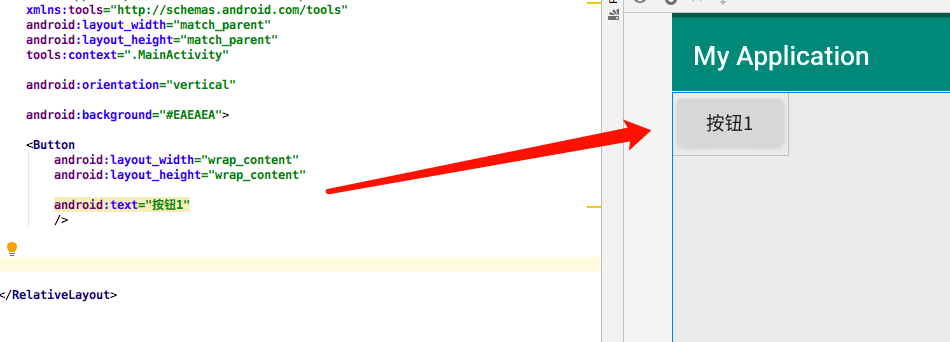 xmlns:tools="http://schemas.android.com/tools"
android:layout_width="match_parent"
android:layout_height="match_parent"
tools:context=".MainActivity"
android:orientation="vertical"
android:background="#EAEAEA">
<Button
android:layout_width="wrap_content"
android:layout_height="wrap_content"
android:text="按钮1"
/>
</RelativeLayout>
My Application
按钮1